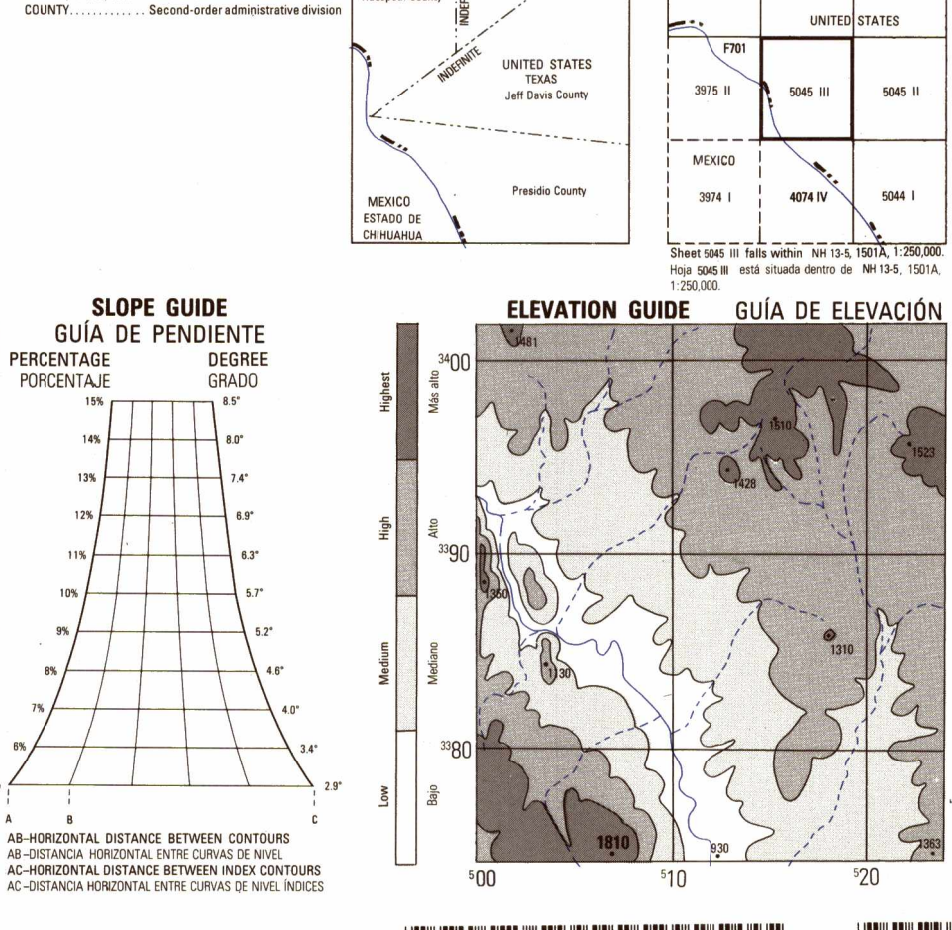 COUNTY............ Second-order administrative division
INDEFINITE
UNITED STATES
TEXAS
Jeff Davis County
Presidio County
MEXICO
ESTADO DE
CHIHUAHUA
UNITED STATES
F701
3975 II
5045 III
5045 II
MEXICO
3974 I
4074 IV
5044 I
Sheet 5045 III falls within NH 13-5, 1501A, 1:250,000.
Hoja 5045 III está situada dentro de NH 13-5, 1501A,
1:250,000.
SLOPE GUIDE
GUÍA DE PENDIENTE
PERCENTAGE DEGREE
PORCENTAJE GRADO
15% 8.5°
14% 8.0°
13% 7.4°
12% 6.9°
11% 6.3°
10% 5.7°
9% 5.2°
8% 4.6°
7% 4.0°
6% 3.4°
2.9°
A B C
AB–HORIZONTAL DISTANCE BETWEEN CONTOURS
AB–DISTANCIA HORIZONTAL ENTRE CURVAS DE NIVEL
AC–HORIZONTAL DISTANCE BETWEEN INDEX CONTOURS
AC–DISTANCIA HORIZONTAL ENTRE CURVAS DE NIVEL ÍNDICES
ELEVATION GUIDE GUÍA DE ELEVACIÓN
Highest
Más alto
High
Alto
Medium
Mediano
Low
Bajo
3400
3390
3380
1481
1510
1523
1428
1350
1310
1130
1810
930
1363
500 510 520